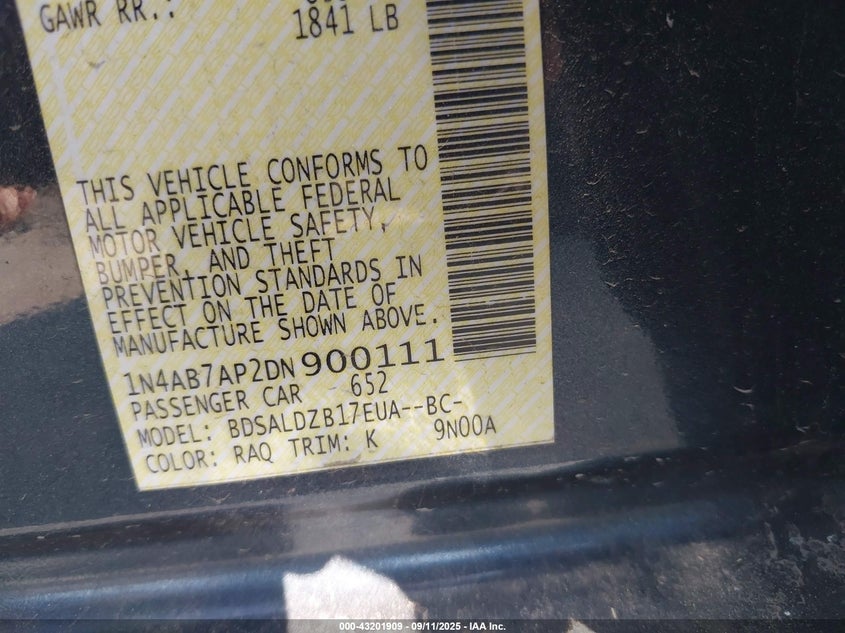 GAWR RR.:
1841 LB
THIS VEHICLE CONFORMS TO
ALL APPLICABLE FEDERAL
MOTOR VEHICLE SAFETY,
BUMPER, AND THEFT
PREVENTION STANDARDS IN
EFFECT ON THE DATE OF
MANUFACTURE SHOWN ABOVE.
1N4AB7AP2DN 900111
PASSENGER CAR 652
MODEL: BDSALDZB17EUA--BC-
COLOR: RAQ TRIM: K 9N00A
000-43201909 - 09/11/2025 - IAA Inc.